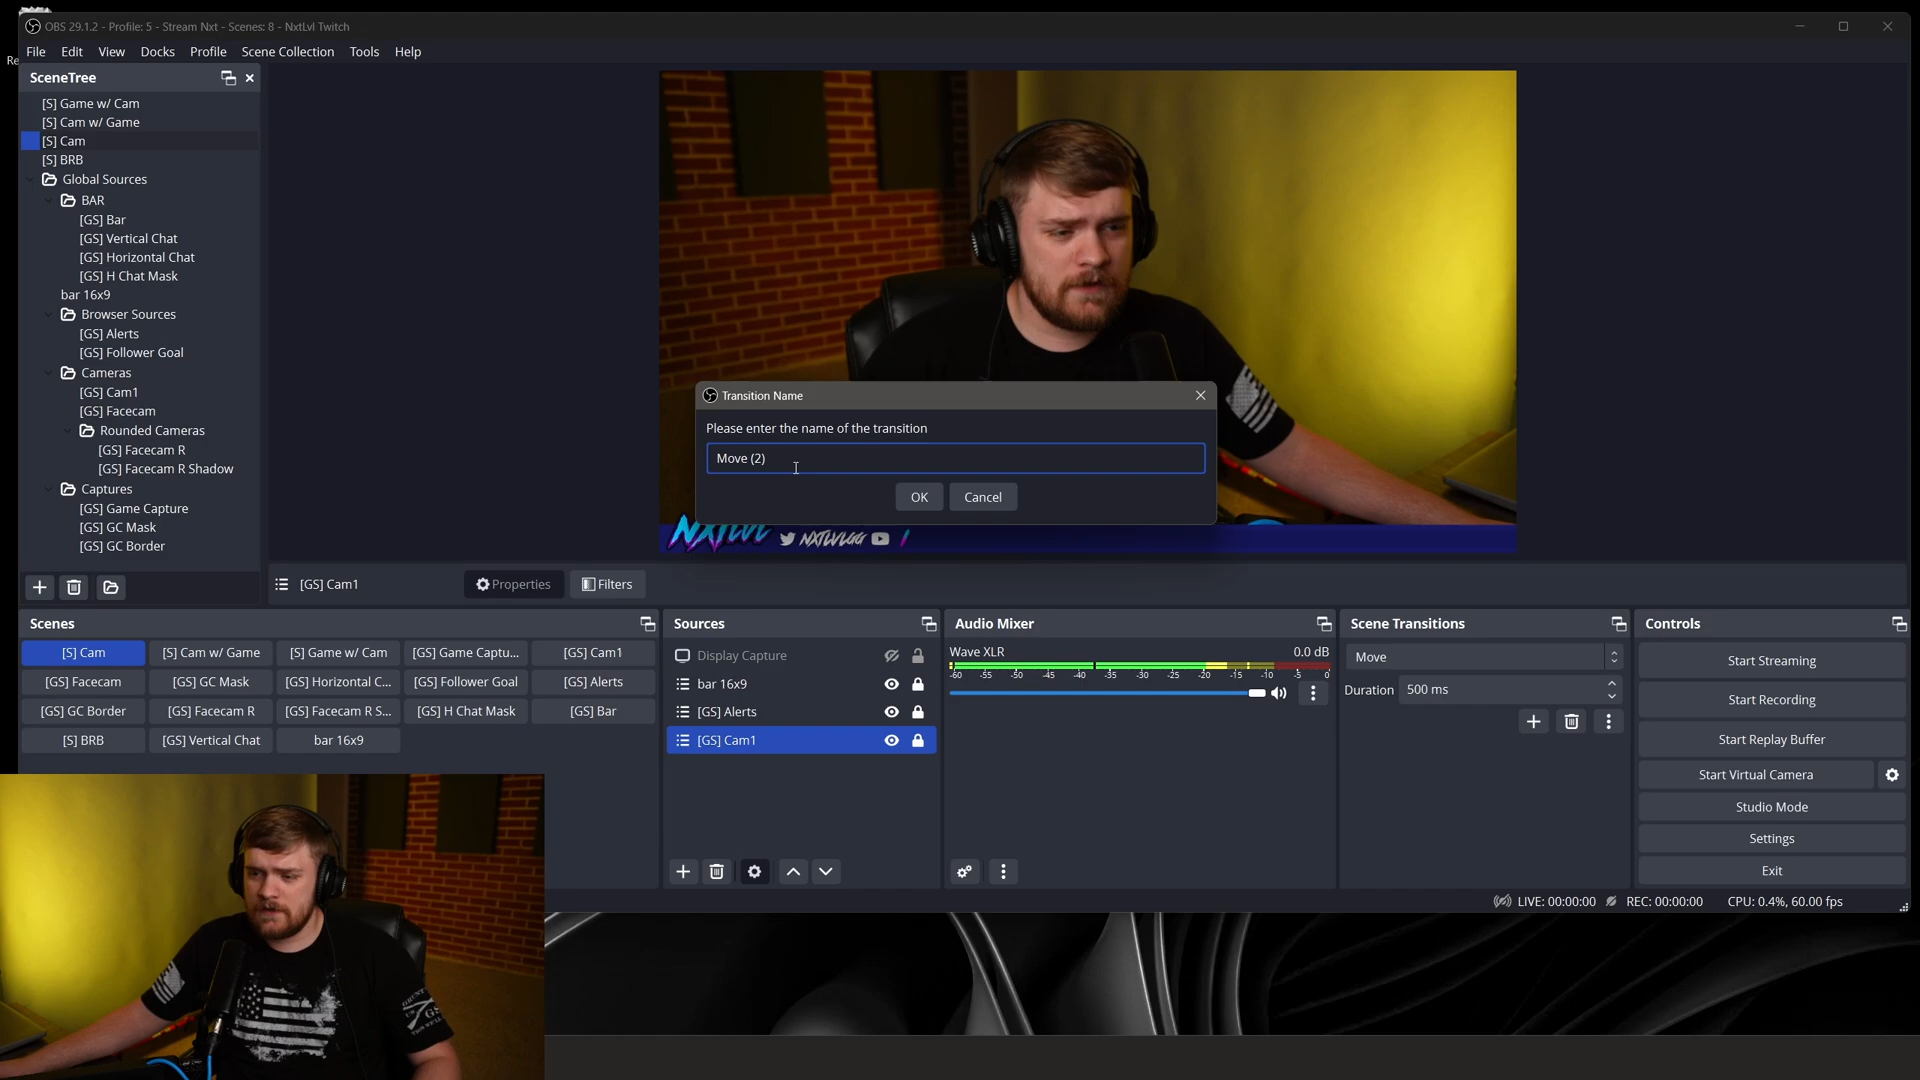 OBS 29.1.2 - Profile: 5 - Stream Nxt - Scenes: 8 - NxtLvl Twitch
File Edit View Docks Profile Scene Collection Tools Help
Re
SceneTree
[S] Game w/ Cam
[S] Cam w/ Game
[S] Cam
[S] BRB
Global Sources
BAR
[GS] Bar
[GS] Vertical Chat
[GS] Horizontal Chat
[GS] H Chat Mask
bar 16x9
Browser Sources
[GS] Alerts
[GS] Follower Goal
Cameras
[GS] Cam1
[GS] Facecam
Rounded Cameras
[GS] Facecam R
[GS] Facecam R Shadow
Captures
[GS] Game Capture
[GS] GC Mask
[GS] GC Border
Transition Name
Please enter the name of the transition
Move (2)
OK Cancel
NXTLVL NXTLVLGG
[GS] Cam1 Properties Filters
Scenes
[S] Cam [S] Cam w/ Game [S] Game w/ Cam [GS] Game Captu... [GS] Cam1
[GS] Facecam [GS] GC Mask [GS] Horizontal C... [GS] Follower Goal [GS] Alerts
[GS] GC Border [GS] Facecam R [GS] Facecam R S... [GS] H Chat Mask [GS] Bar
[S] BRB [GS] Vertical Chat bar 16x9
Sources
Display Capture
bar 16x9
[GS] Alerts
[GS] Cam1
Audio Mixer
Wave XLR 0.0 dB
-60 -55 -50 -45 -40 -35 -30 -25 -20 -15 -10 -5 0
Scene Transitions
Move
Duration 500 ms
Controls
Start Streaming
Start Recording
Start Replay Buffer
Start Virtual Camera
Studio Mode
Settings
Exit
LIVE: 00:00:00 REC: 00:00:00 CPU: 0.4%, 60.00 fps